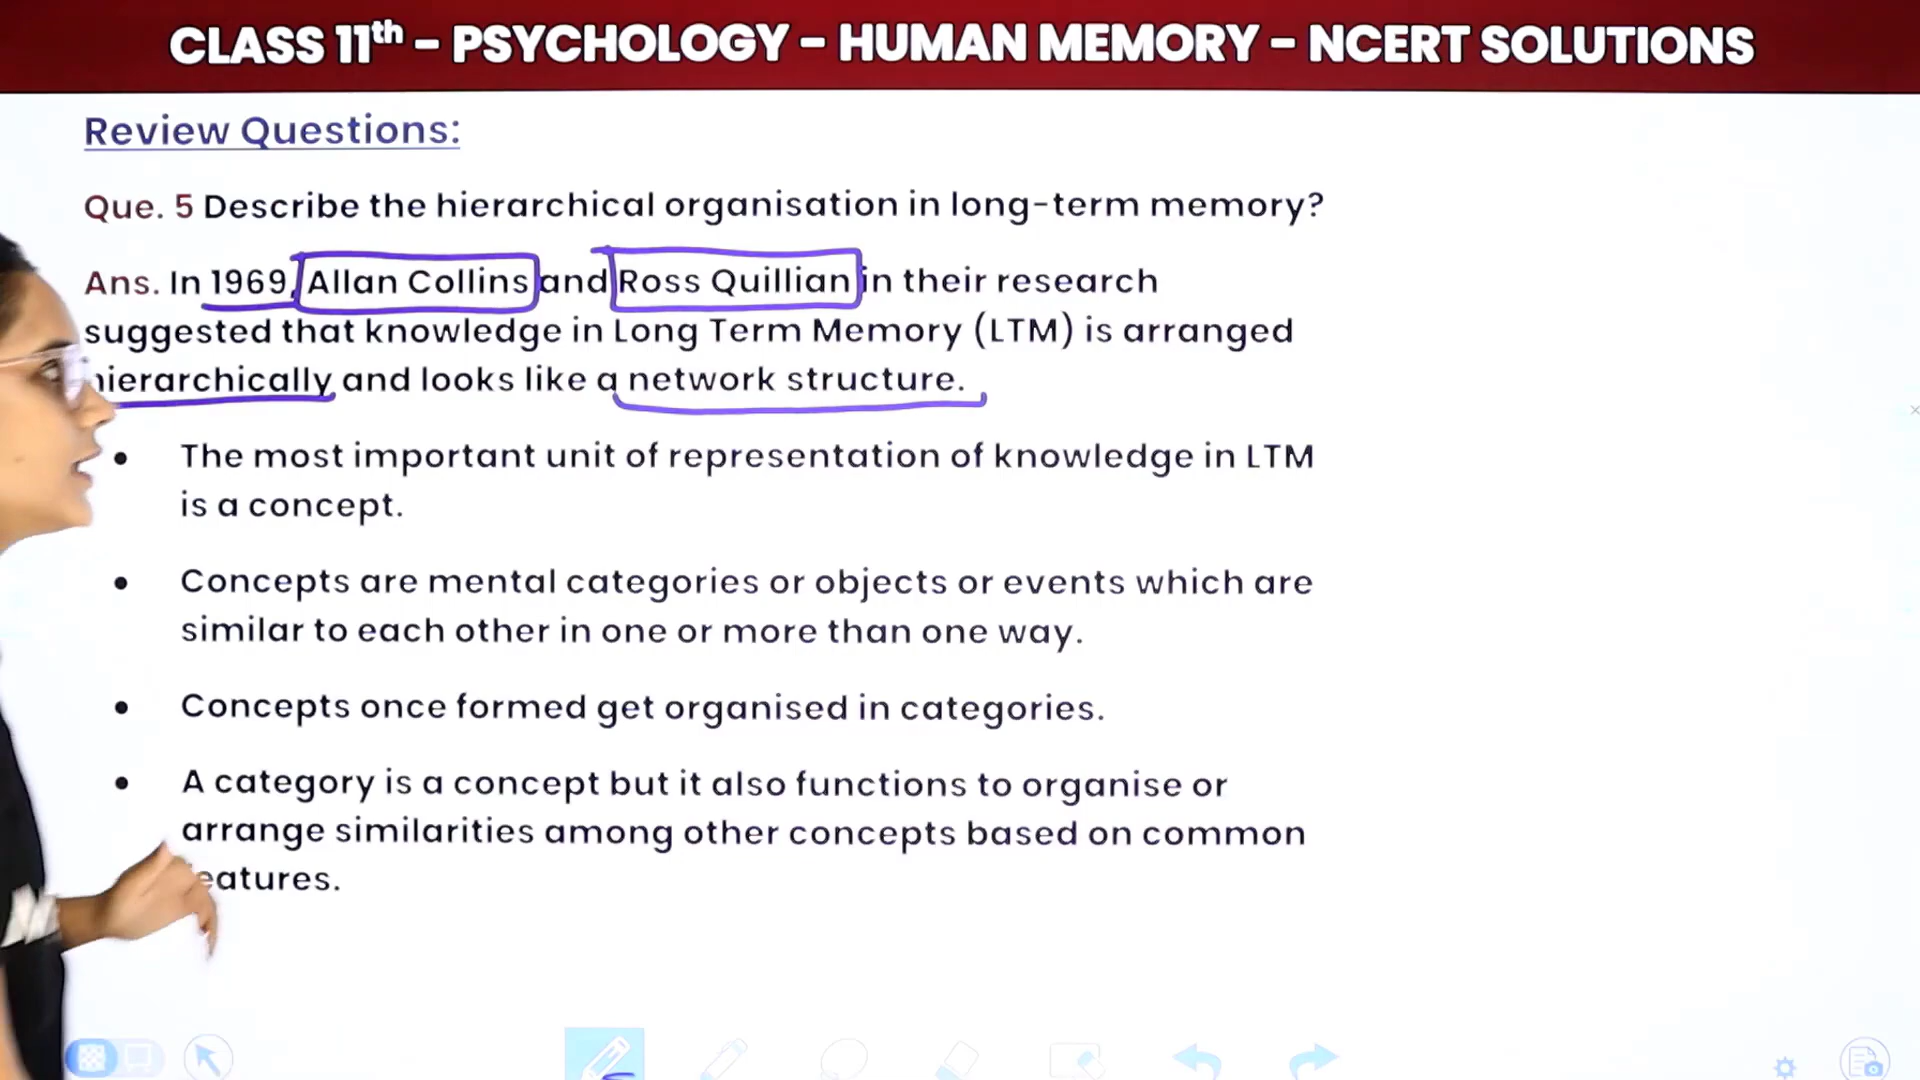 CLASS 11th – PSYCHOLOGY – HUMAN MEMORY – NCERT SOLUTIONS
Review Questions:
Que. 5 Describe the hierarchical organisation in long-term memory?
Ans. In 1969, Allan Collins and Ross Quillian in their research
suggested that knowledge in Long Term Memory (LTM) is arranged
hierarchically and looks like a network structure.
• The most important unit of representation of knowledge in LTM
is a concept.
• Concepts are mental categories or objects or events which are
similar to each other in one or more than one way.
• Concepts once formed get organised in categories.
• A category is a concept but it also functions to organise or
arrange similarities among other concepts based on common
features.